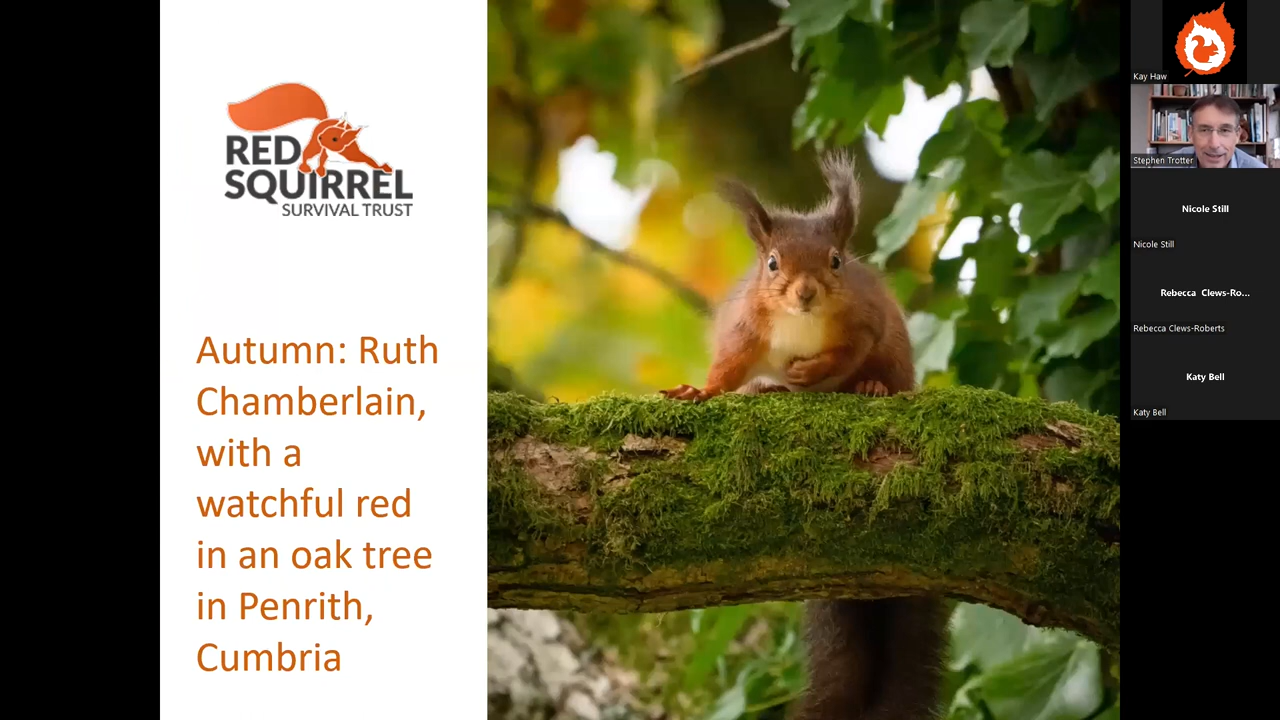 RED
SQUIRREL
SURVIVAL TRUST
Autumn: Ruth
Chamberlain,
with a
watchful red
in an oak tree
in Penrith,
Cumbria
Kay Haw
Stephen Trotter
Nicole Still
Nicole Still
Rebecca Clews-Ro...
Rebecca Clews-Roberts
Katy Bell
Katy Bell